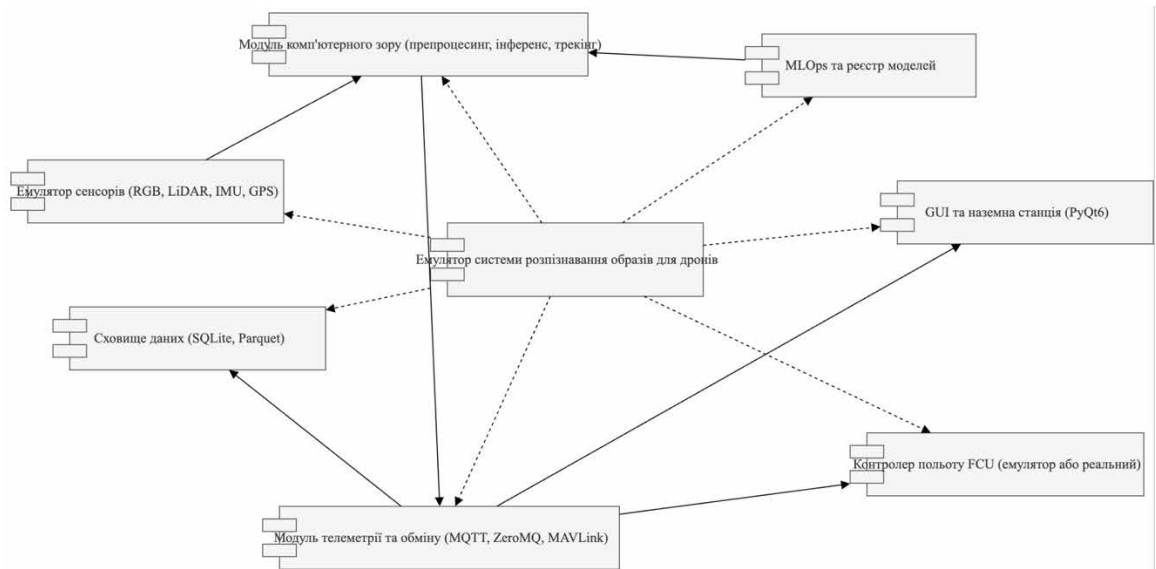 Модуль комп'ютерного зору (препроцесинг, інференс, трекінг)
MLOps та реєстр моделей
Емулятор сенсорів (RGB, LiDAR, IMU, GPS)
GUI та наземна станція (PyQt6)
Емулятор системи розпізнавання образів для дронів
Сховище даних (SQLite, Parquet)
Контролер польоту FCU (емулятор або реальний)
Модуль телеметрії та обміну (MQTT, ZeroMQ, MAVLink)